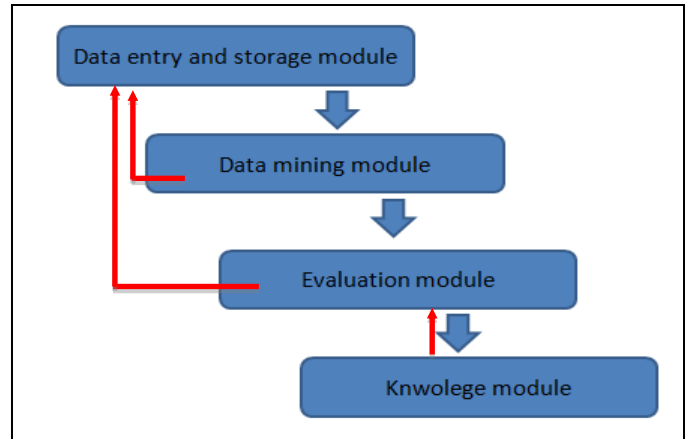 Data entry and storage module
Data mining module
Evaluation module
Knwolege module